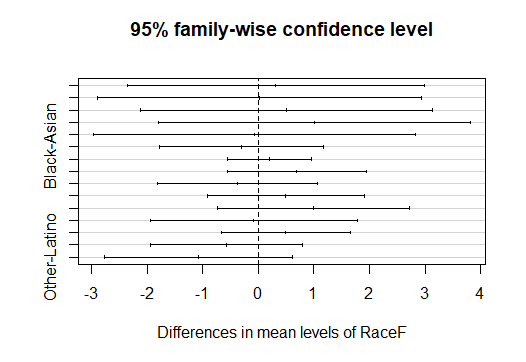 95% family-wise confidence level
Black-Asian
Other-Latino
-3 -2 -1 0 1 2 3 4
Differences in mean levels of RaceF